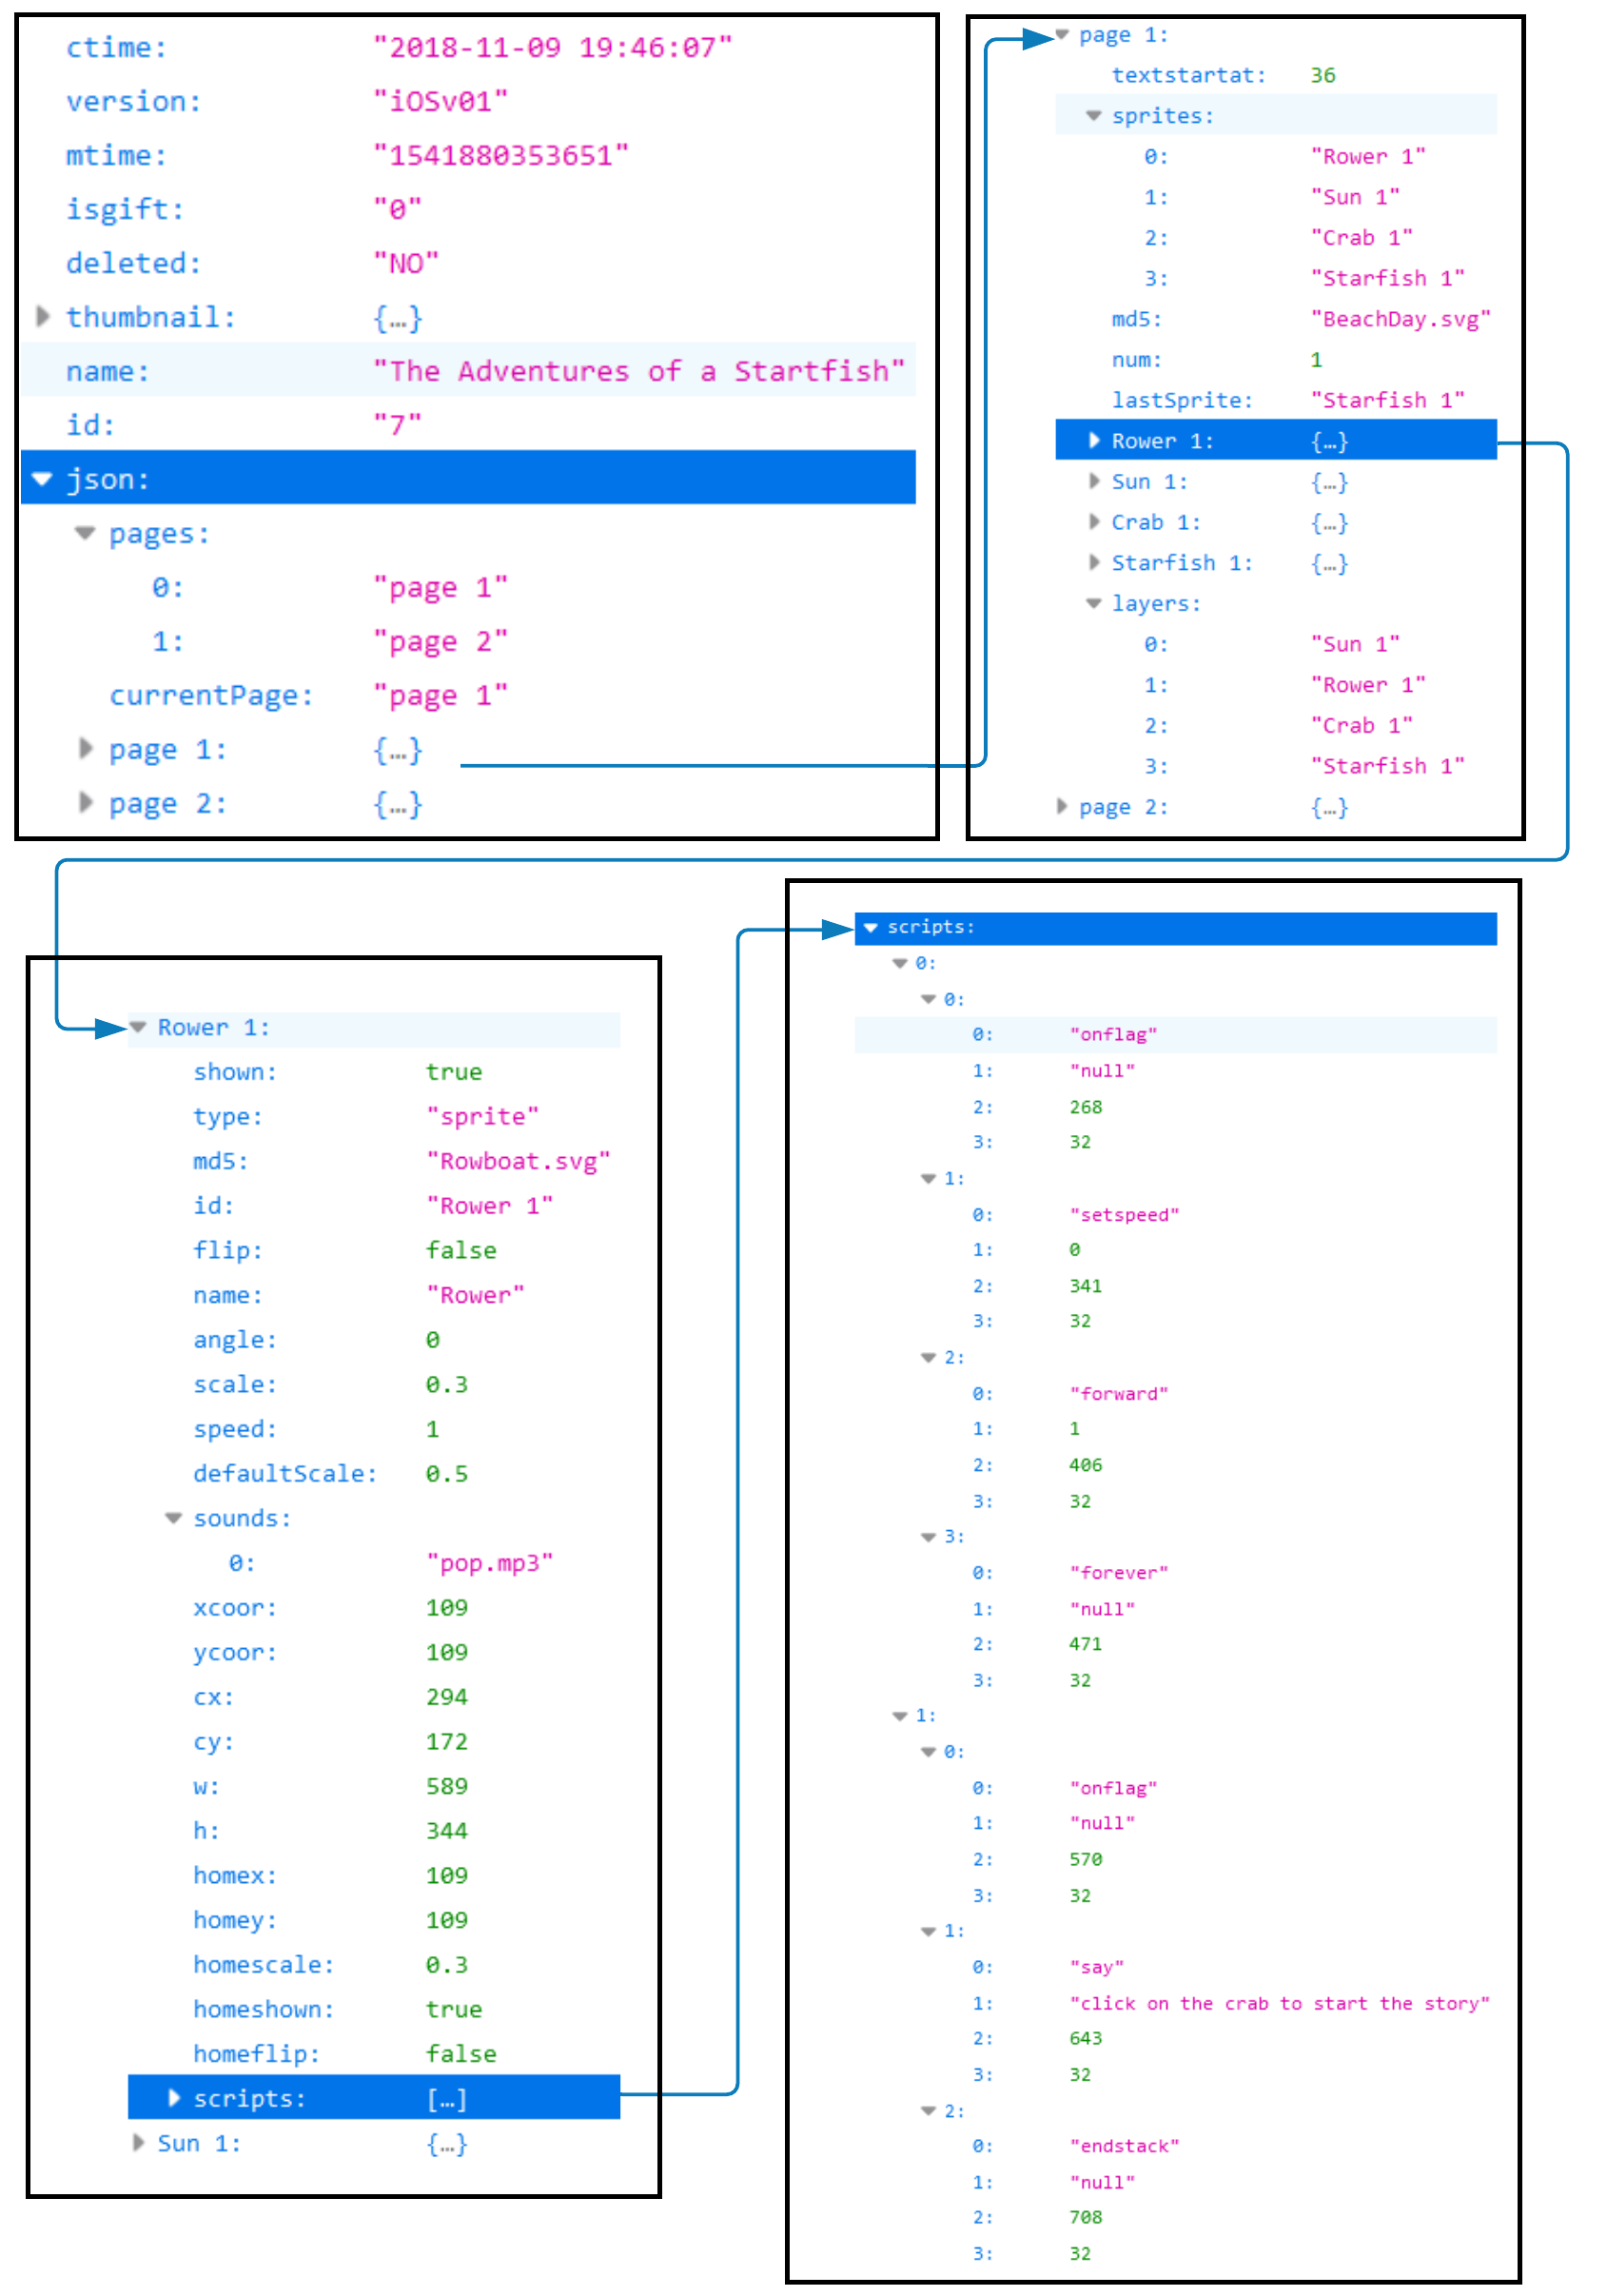 ctime: "2018-11-09 19:46:07"
version: "iOSv01"
mtime: "1541880353651"
isgift: "0"
deleted: "NO"
thumbnail: {…}
name: "The Adventures of a Startfish"
id: "7"
json:
pages:
0: "page 1"
1: "page 2"
currentPage: "page 1"
page 1: {…}
page 2: {…}
page 1:
textstartat: 36
sprites:
0: "Rower 1"
1: "Sun 1"
2: "Crab 1"
3: "Starfish 1"
md5: "BeachDay.svg"
num: 1
lastSprite: "Starfish 1"
Rower 1: {…}
Sun 1: {…}
Crab 1: {…}
Starfish 1: {…}
layers:
0: "Sun 1"
1: "Rower 1"
2: "Crab 1"
3: "Starfish 1"
page 2: {…}
Rower 1:
shown: true
type: "sprite"
md5: "Rowboat.svg"
id: "Rower 1"
flip: false
name: "Rower"
angle: 0
scale: 0.3
speed: 1
defaultScale: 0.5
sounds:
0: "pop.mp3"
xcoor: 109
ycoor: 109
cx: 294
cy: 172
w: 589
h: 344
homex: 109
homey: 109
homescale: 0.3
homeshown: true
homeflip: false
scripts: […]
Sun 1: {…}
scripts:
0:
0:
0: "onflag"
1: "null"
2: 268
3: 32
1:
0: "setspeed"
1: 0
2: 341
3: 32
2:
0: "forward"
1: 1
2: 406
3: 32
3:
0: "forever"
1: "null"
2: 471
3: 32
1:
0:
0: "onflag"
1: "null"
2: 570
3: 32
1:
0: "say"
1: "click on the crab to start the story"
2: 643
3: 32
2:
0: "endstack"
1: "null"
2: 708
3: 32